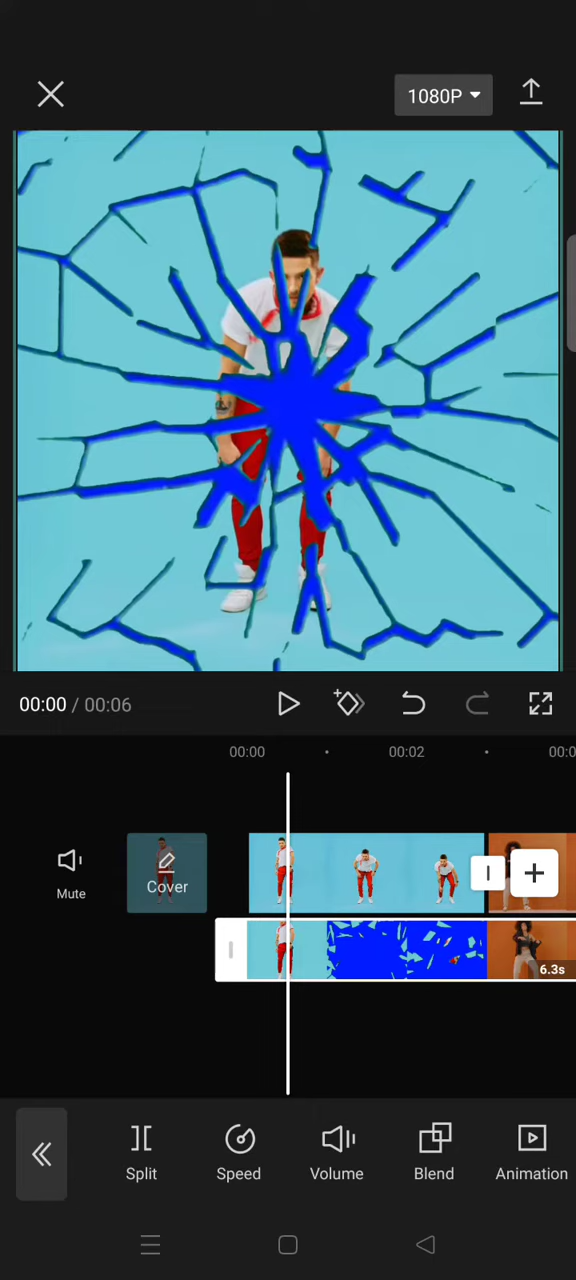 1080P
00:00 / 00:06
00:00
00:02
Mute
Cover
6.3s
Split
Speed
Volume
Blend
Animation